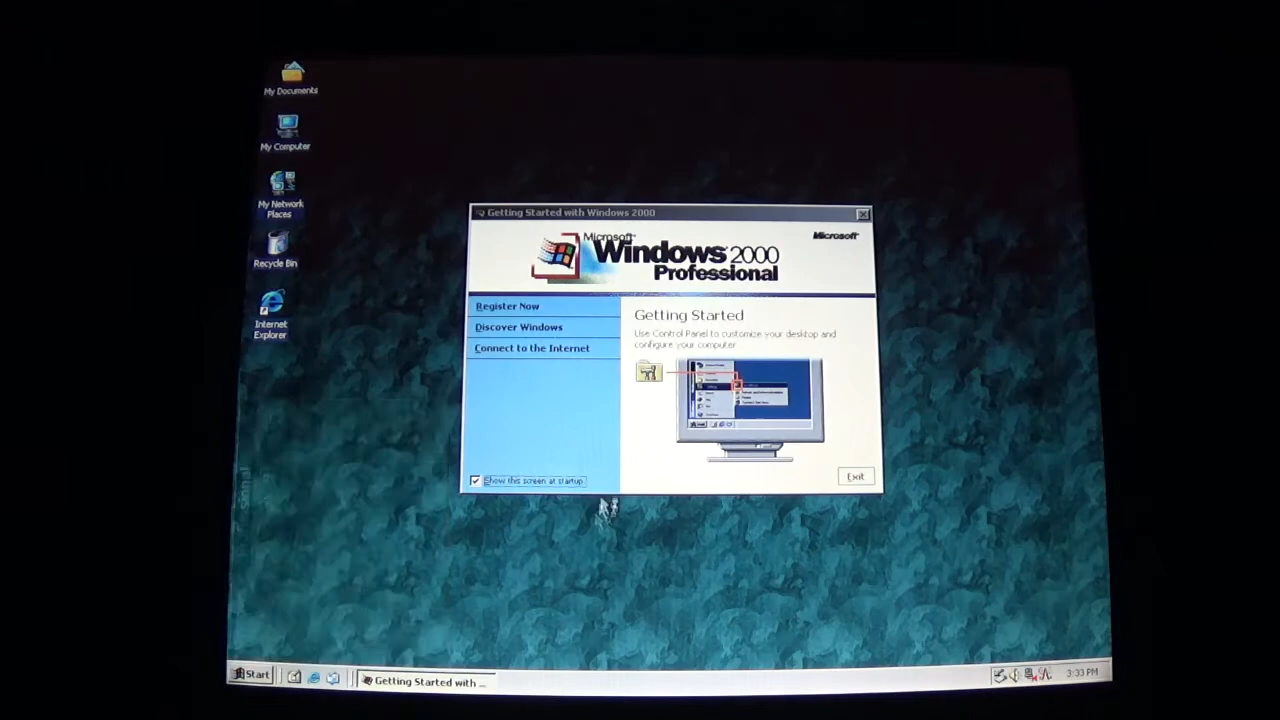 My Documents
My Computer
My Network
Places
Recycle Bin
Internet
Explorer
Getting Started with Windows 2000
Microsoft
Windows 2000
Professional
Microsoft
Register Now
Discover Windows
Connect to the Internet
Show this screen at startup.
Getting Started
Use Control Panel to customize your desktop and
configure your computer
Exit
Start
Getting Started with ...
3:33 PM